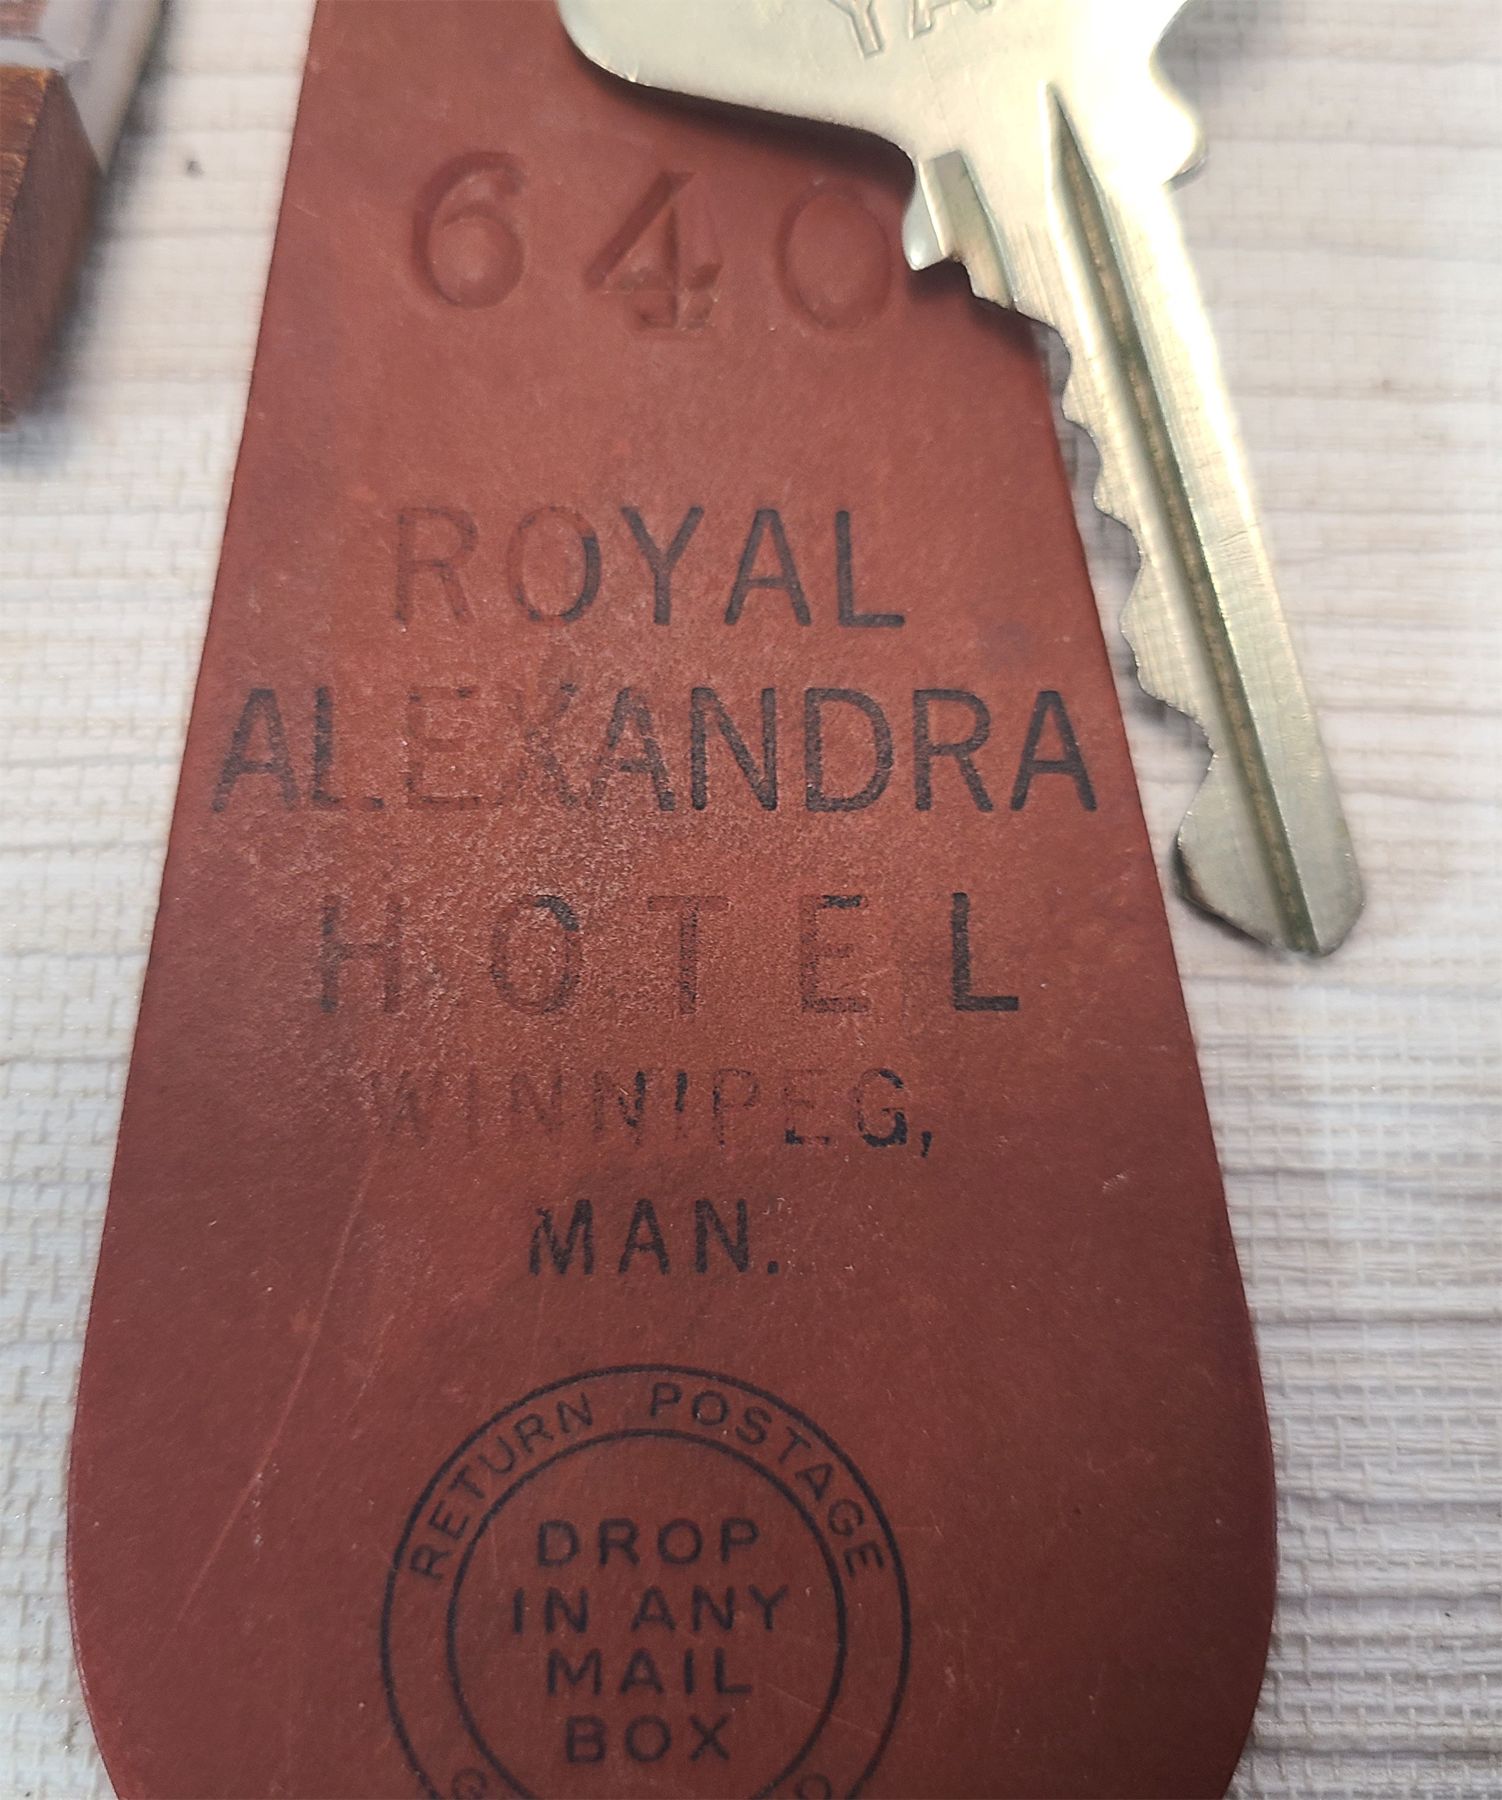 640
ROYAL
ALEXANDRA
HOTEL
WINNIPEG,
MAN.
RETURN POSTAGE
DROP
IN ANY
MAIL
BOX